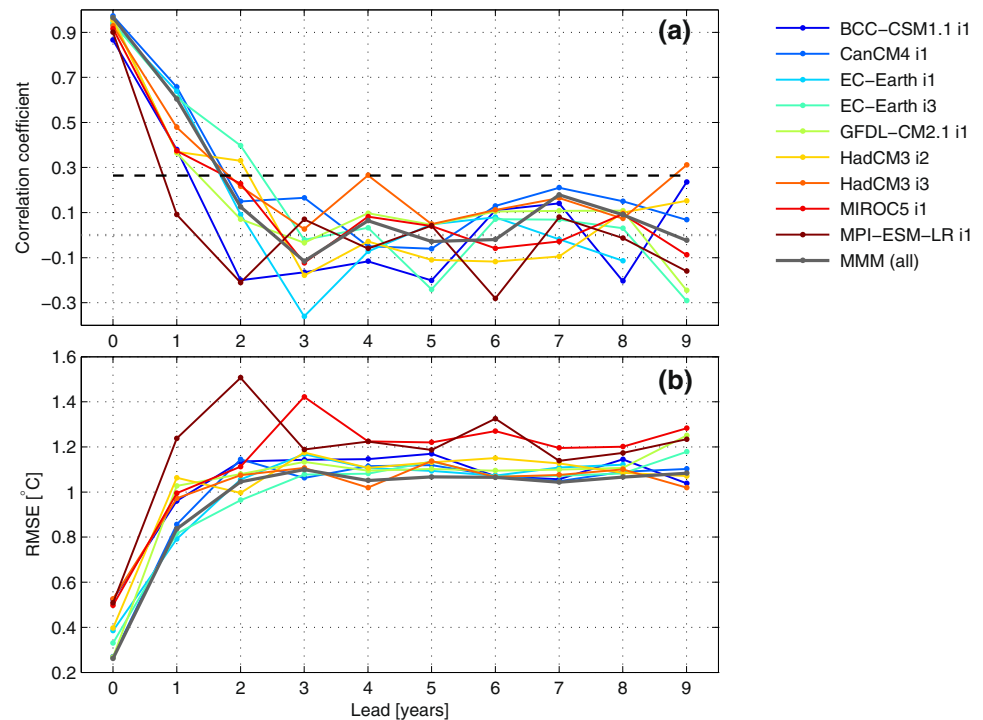 (a)
Correlation coefficient
0.9
0.7
0.5
0.3
0.1
−0.1
−0.3
0 1 2 3 4 5 6 7 8 9
BCC−CSM1.1 i1
CanCM4 i1
EC−Earth i1
EC−Earth i3
GFDL−CM2.1 i1
HadCM3 i2
HadCM3 i3
MIROC5 i1
MPI−ESM−LR i1
MMM (all)
(b)
RMSE [°C]
1.6
1.4
1.2
1
0.8
0.6
0.4
0.2
0 1 2 3 4 5 6 7 8 9
Lead [years]